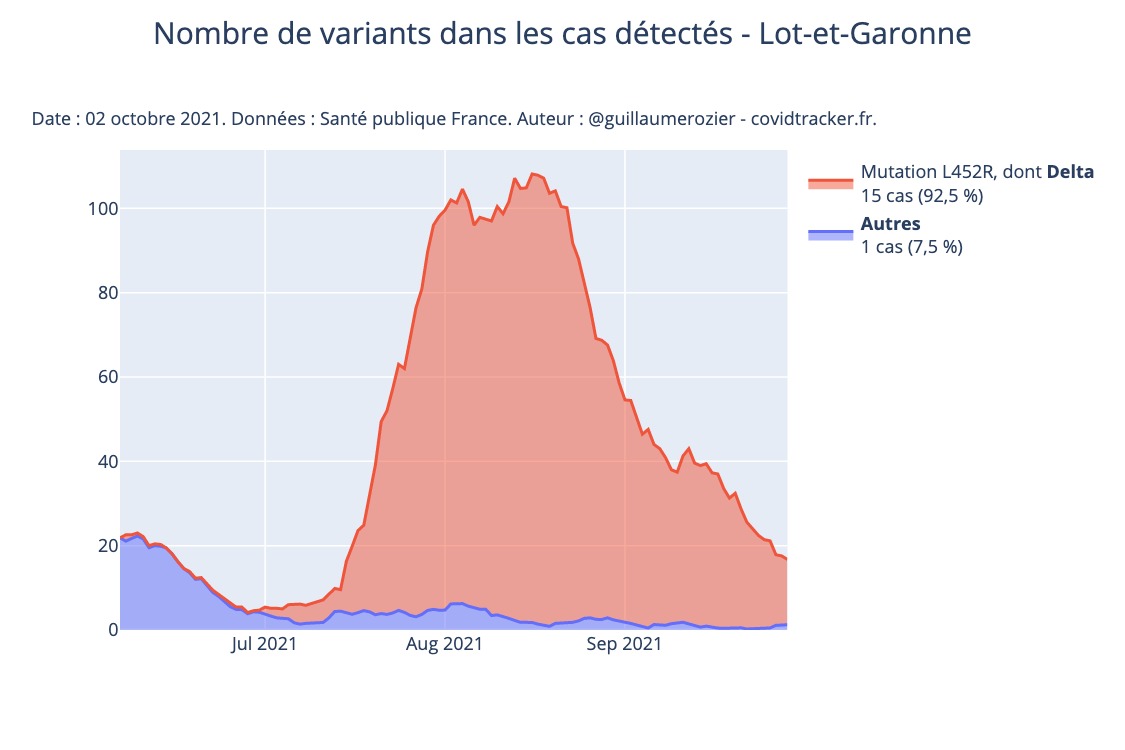 Nombre de variants dans les cas détectés - Lot-et-Garonne
Date : 02 octobre 2021. Données : Santé publique France. Auteur : @guillaumerozier - covidtracker.fr.
Mutation L452R, dont Delta
15 cas (92,5 %)
Autres
1 cas (7,5 %)
100
80
60
40
20
0
Jul 2021
Aug 2021
Sep 2021